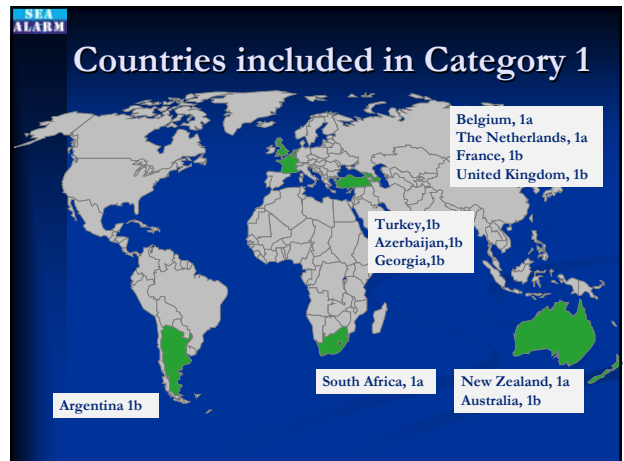 SEA
ALARM
Countries included in Category 1
Belgium, 1a
The Netherlands, 1a
France, 1b
United Kingdom, 1b
Turkey,1b
Azerbaijan,1b
Georgia,1b
South Africa, 1a
New Zealand, 1a
Australia, 1b
Argentina 1b